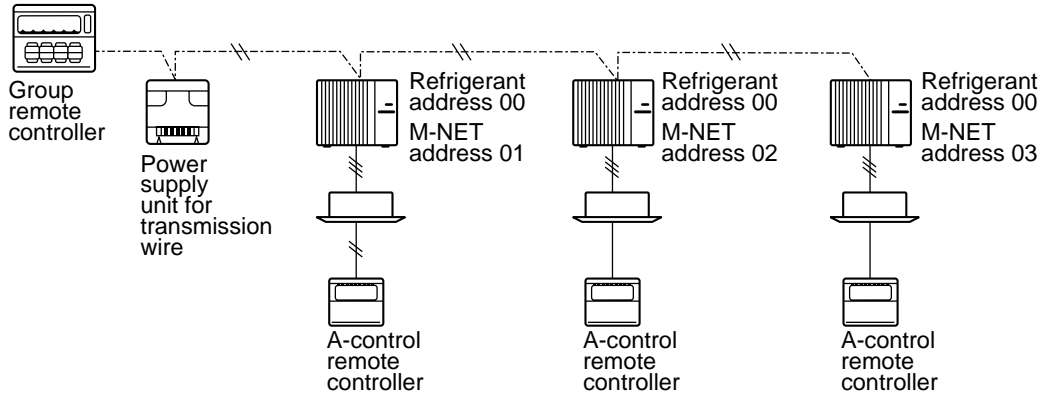 Group
remote
controller
Power
supply
unit for
transmission
wire
Refrigerant
address 00
M-NET
address 01
Refrigerant
address 00
M-NET
address 02
Refrigerant
address 00
M-NET
address 03
A-control
remote
controller
A-control
remote
controller
A-control
remote
controller